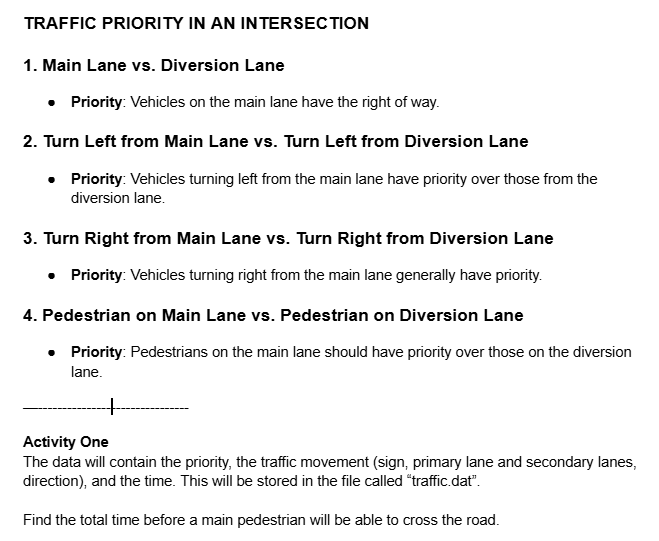 TRAFFIC PRIORITY IN AN INTERSECTION
1. Main Lane vs. Diversion Lane
● Priority: Vehicles on the main lane have the right of way.
2. Turn Left from Main Lane vs. Turn Left from Diversion Lane
● Priority: Vehicles turning left from the main lane have priority over those from the
diversion lane.
3. Turn Right from Main Lane vs. Turn Right from Diversion Lane
● Priority: Vehicles turning right from the main lane generally have priority.
4. Pedestrian on Main Lane vs. Pedestrian on Diversion Lane
● Priority: Pedestrians on the main lane should have priority over those on the diversion
lane.
Activity One
The data will contain the priority, the traffic movement (sign, primary lane and secondary lanes,
direction), and the time. This will be stored in the file called “traffic.dat”.
Find the total time before a main pedestrian will be able to cross the road.